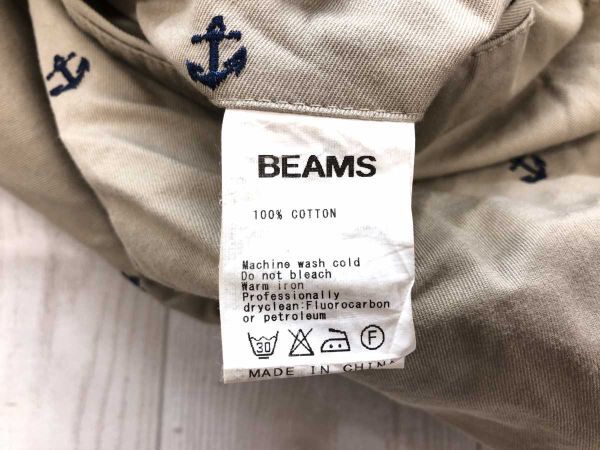 BEAMS
100% COTTON
Machine wash cold
Do not bleach
Warm iron
Professionally
dryclean:Fluorocarbon
or petroleum
30 F
MADE IN CHINA